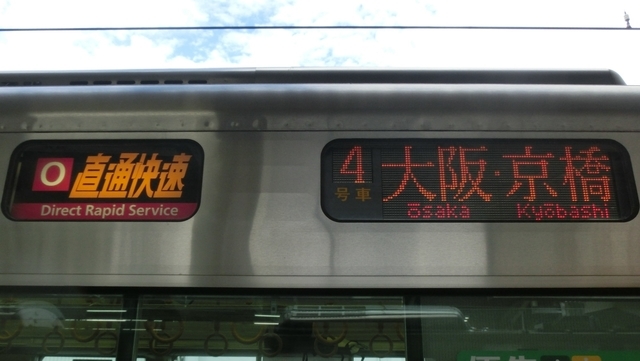 O 直通快速
Direct Rapid Service
4号車
大阪・京橋
Ōsaka Kyōbashi